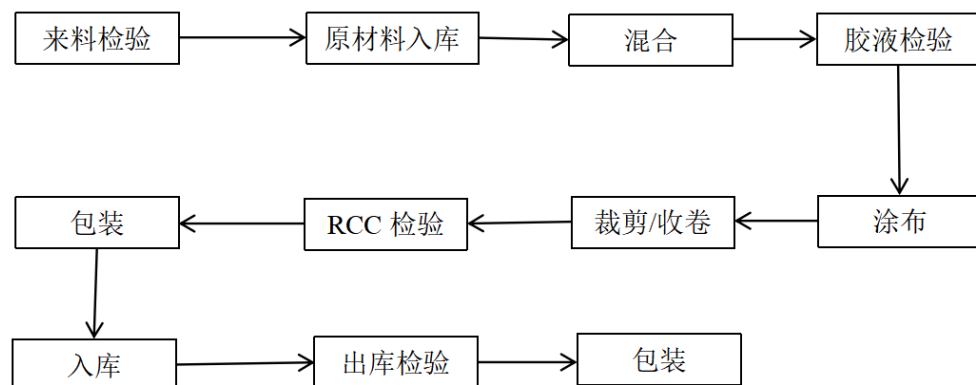 来料检验
原材料入库
混合
胶液检验
涂布
裁剪/收卷
RCC 检验
包装
入库
出库检验
包装